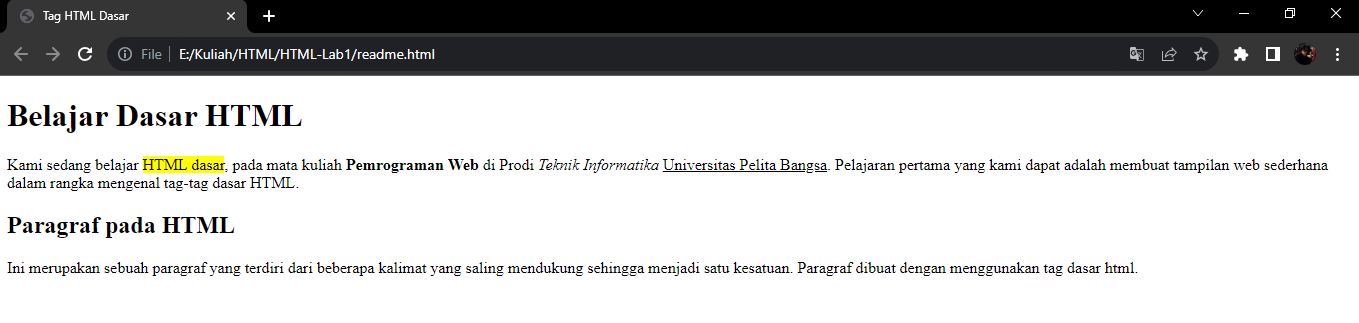 Tag HTML Dasar
File E:/Kuliah/HTML/HTML-Lab1/readme.html
Belajar Dasar HTML
Kami sedang belajar HTML dasar, pada mata kuliah Pemrograman Web di Prodi Teknik Informatika Universitas Pelita Bangsa. Pelajaran pertama yang kami dapat adalah membuat tampilan web sederhana
dalam rangka mengenal tag-tag dasar HTML.
Paragraf pada HTML
Ini merupakan sebuah paragraf yang terdiri dari beberapa kalimat yang saling mendukung sehingga menjadi satu kesatuan. Paragraf dibuat dengan menggunakan tag dasar html.